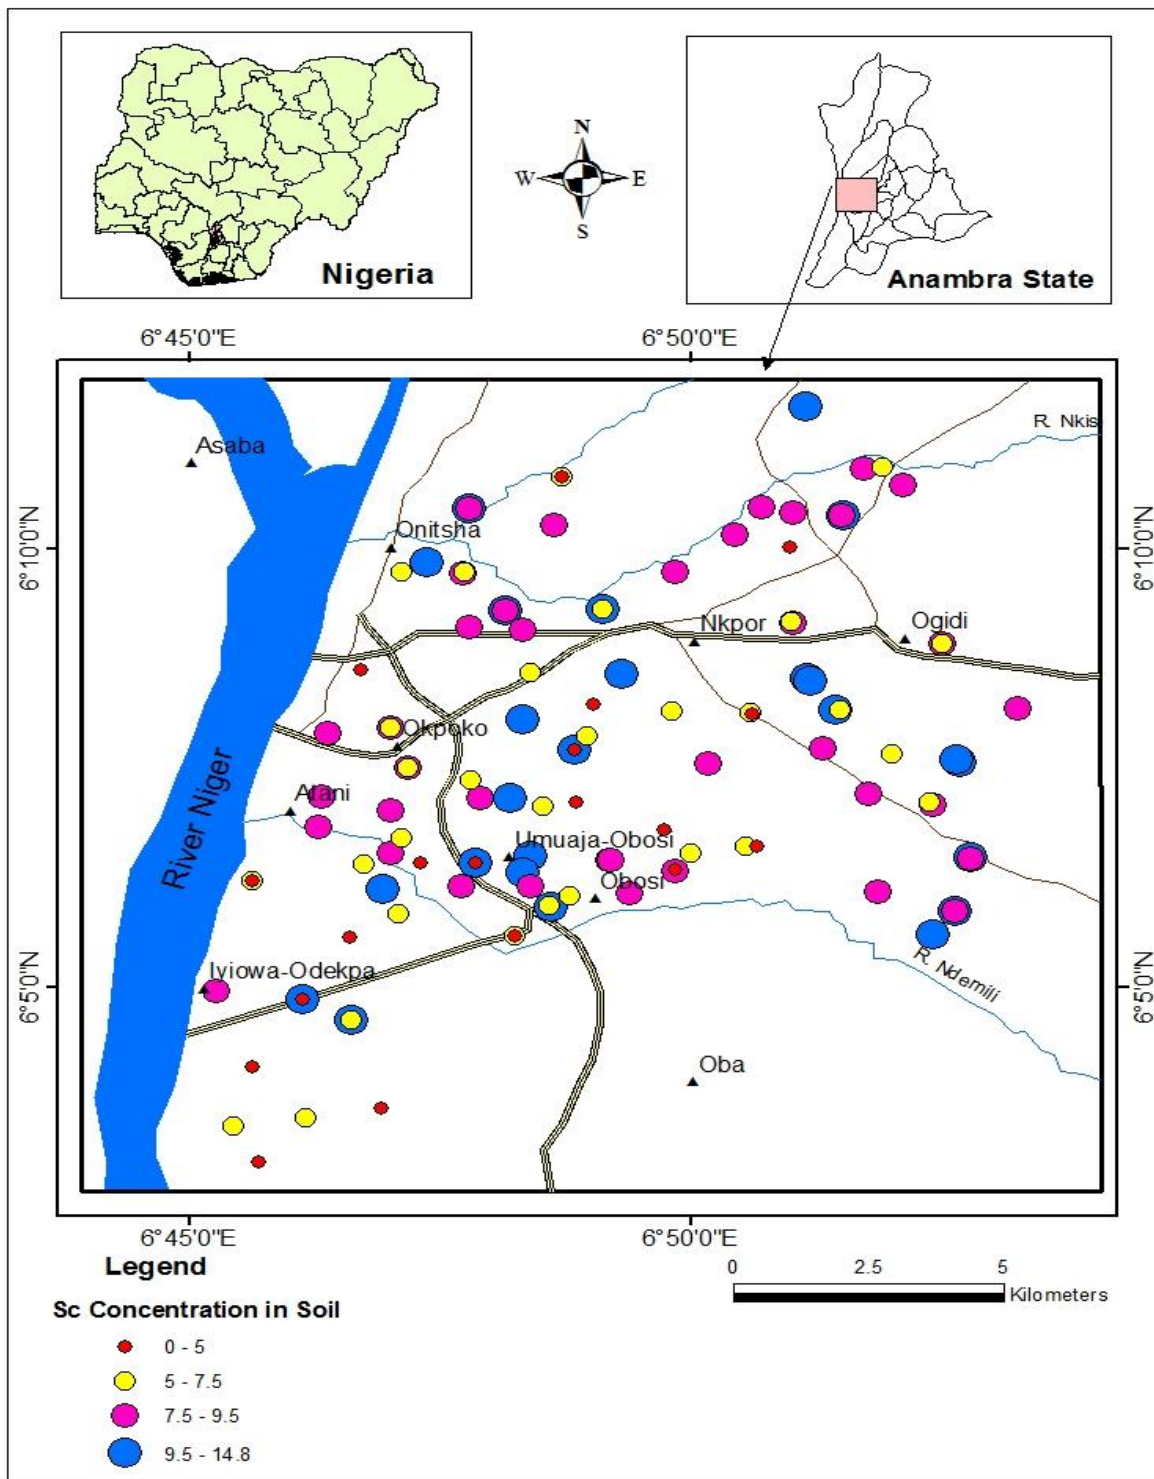 N
W E
S
Nigeria
Anambra State
6°45'0"E 6°50'0"E
R. Nkis
Asaba
Onitsha
6°10'0"N 6°10'0"N
Nkpor
Ogidi
Okpoko
Afani
River Niger
Umuaja-Obosi
Obosi
R. Ndemili
Iyiowa-Odekpa
6°5'0"N 6°5'0"N
Oba
6°45'0"E 6°50'0"E
Legend
0 2.5 5
Kilometers
Sc Concentration in Soil
0 - 5
5 - 7.5
7.5 - 9.5
9.5 - 14.8